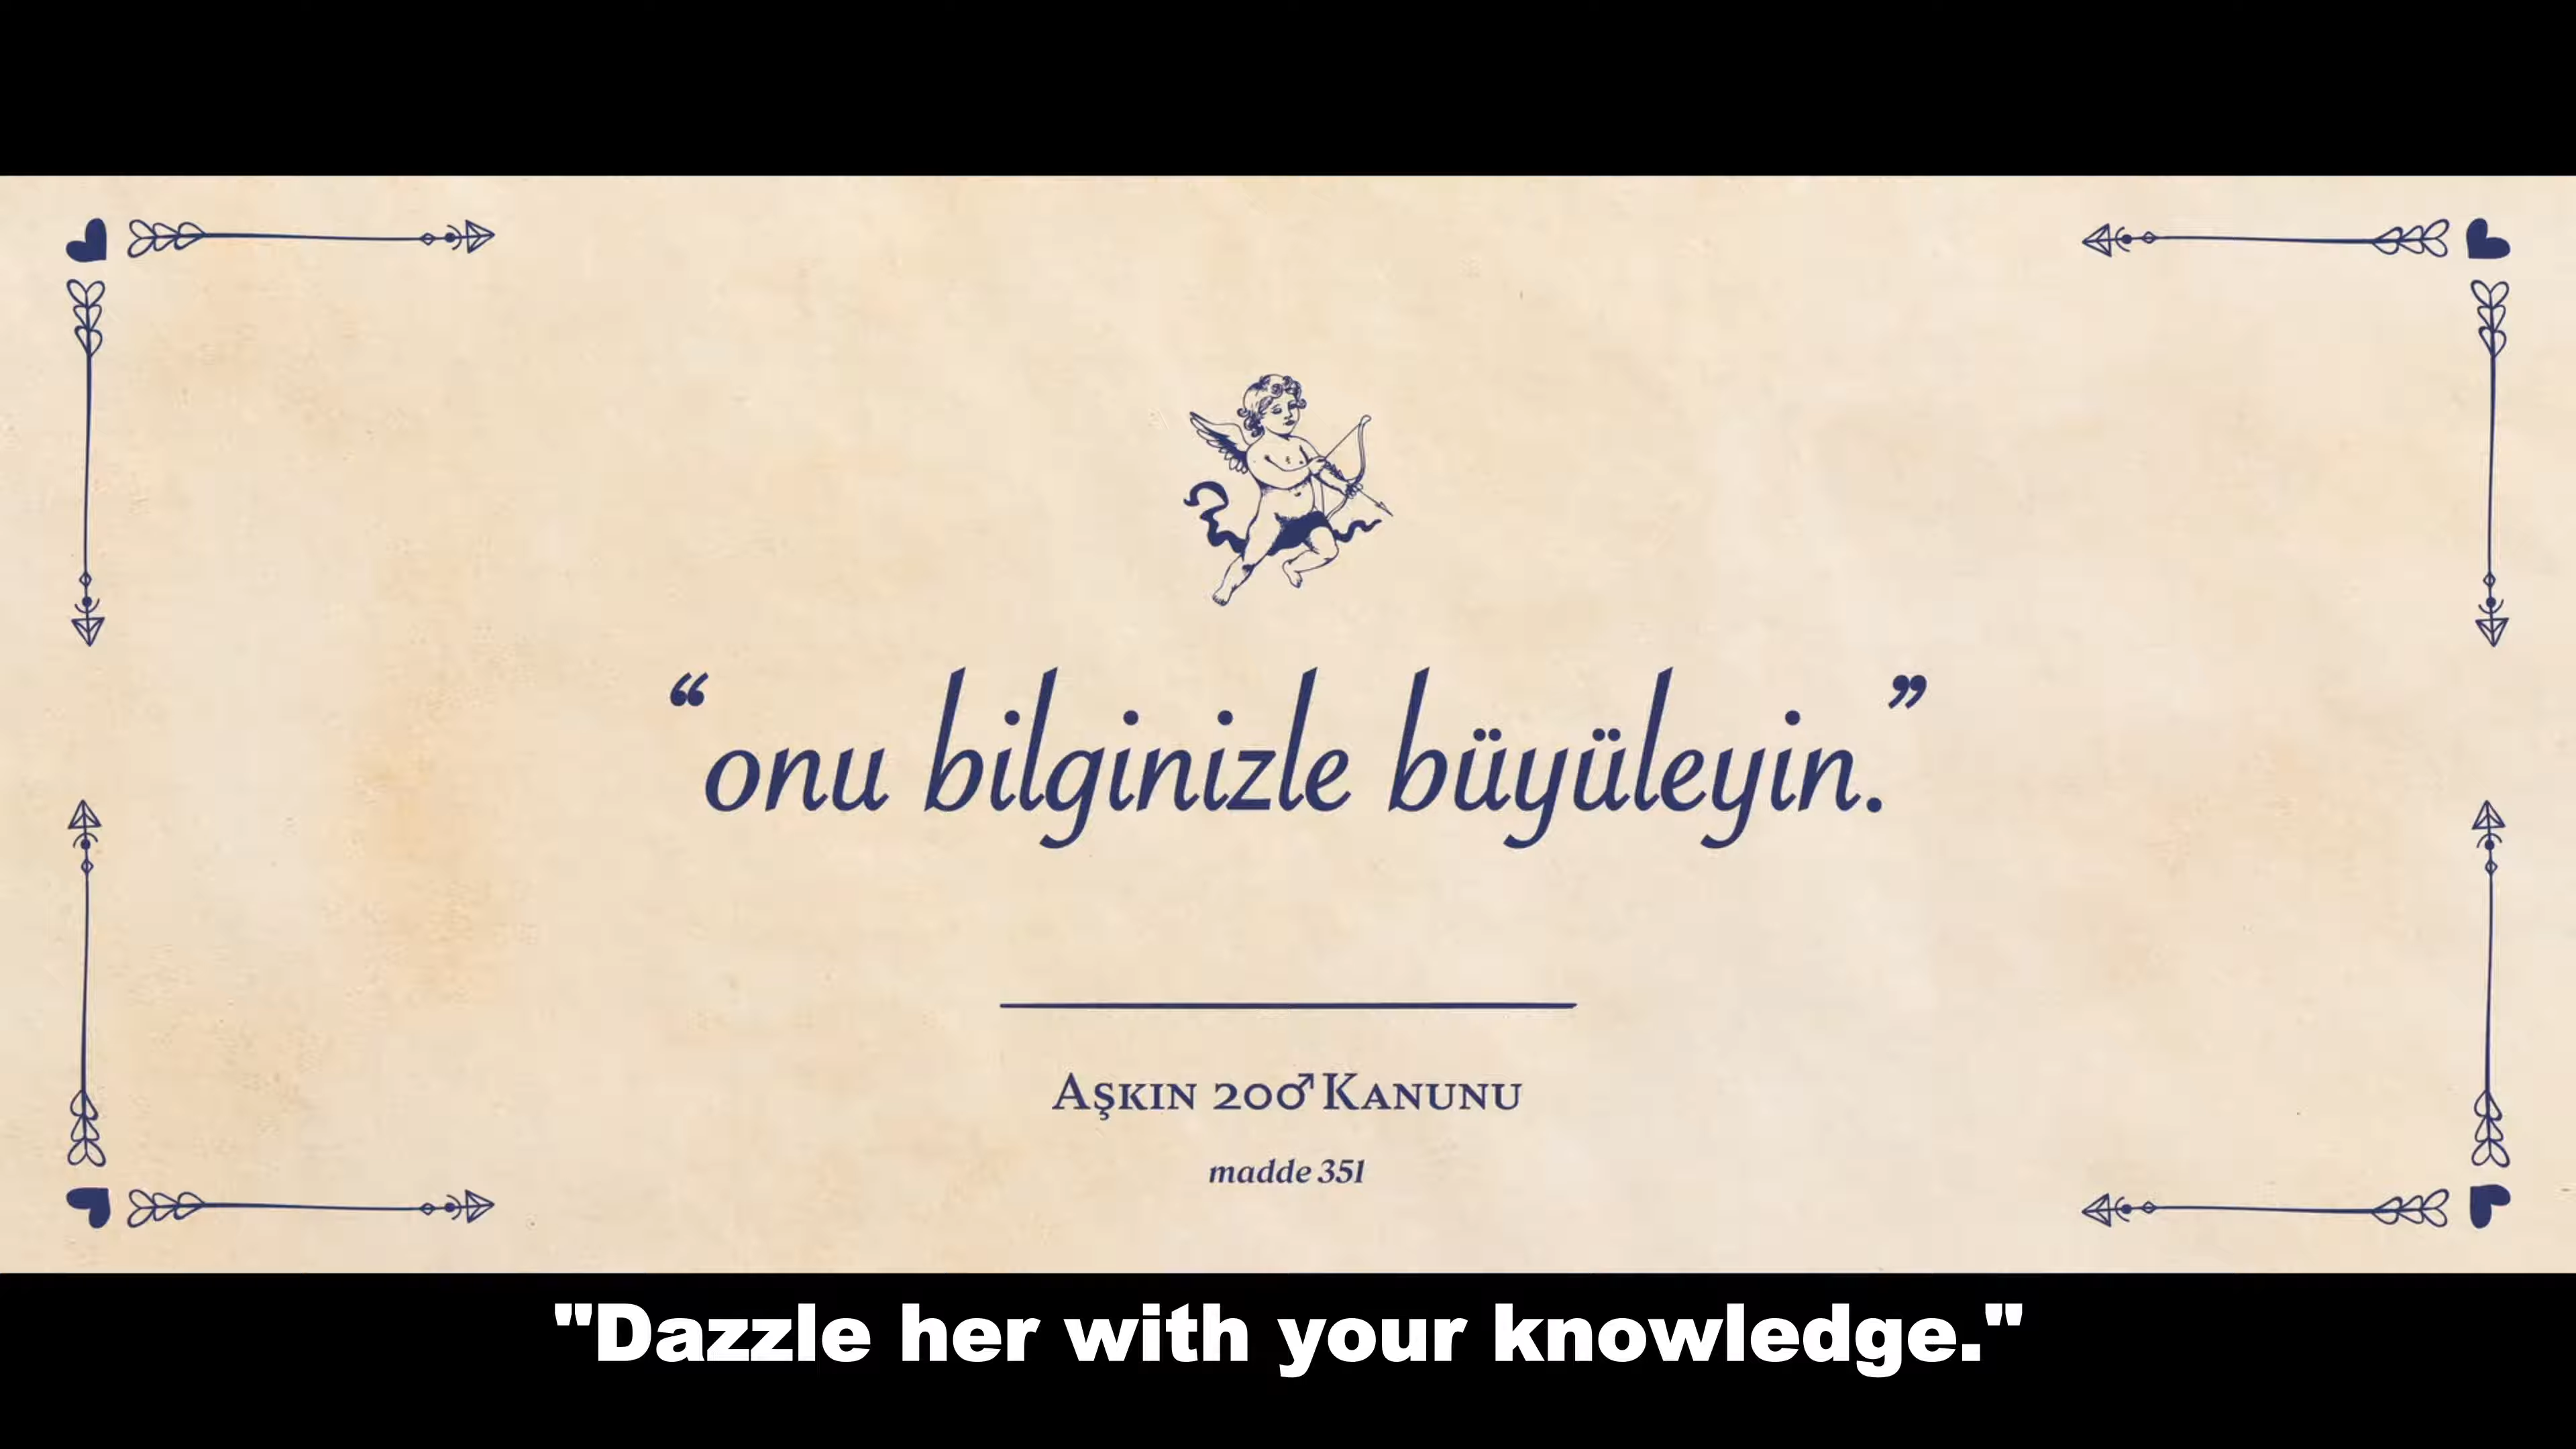 “onu bilginizle büyüleyin.”
Aşkın 200♂ Kanunu
madde 351
"Dazzle her with your knowledge."